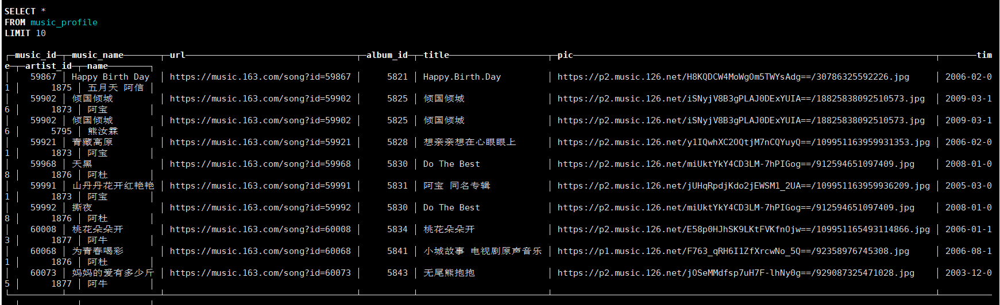 SELECT *
FROM music_profile
LIMIT 10
┌─music_id─┬─music_name───────┬─url─────────────────────────────────┬─album_id─┬─title───────────────────┬─pic──────────────────────────────────────────────────────────────────────┬───────tim
e─┬─artist_id─┬─name─────────┐
│ 59867 │ Happy Birth Day │ https://music.163.com/song?id=59867 │ 5821 │ Happy.Birth.Day │ https://p2.music.126.net/H8KQDCW4MoWgOm5TWYsAdg==/30786325592226.jpg │ 2006-02-0
1 │ 1875 │ 五月天 阿信 │
│ 59902 │ 倾国倾城 │ https://music.163.com/song?id=59902 │ 5825 │ 倾国倾城 │ https://p2.music.126.net/iSNyjV8B3gPLAJ0DExYUIA==/18825838092510573.jpg │ 2009-03-1
6 │ 1873 │ 阿宝 │
│ 59902 │ 倾国倾城 │ https://music.163.com/song?id=59902 │ 5825 │ 倾国倾城 │ https://p2.music.126.net/iSNyjV8B3gPLAJ0DExYUIA==/18825838092510573.jpg │ 2009-03-1
6 │ 5795 │ 熊汝霖 │
│ 59921 │ 青藏高原 │ https://music.163.com/song?id=59921 │ 5828 │ 想亲亲想在心眼眼上 │ https://p2.music.126.net/y1IQwhXC2OQtjM7nCQYuyQ==/109951163959931353.jpg │ 2006-02-0
1 │ 1873 │ 阿宝 │
│ 59968 │ 天黑 │ https://music.163.com/song?id=59968 │ 5830 │ Do The Best │ https://p2.music.126.net/miUktYkY4CD3LM-7hPIGog==/912594651097409.jpg │ 2008-01-0
8 │ 1876 │ 阿杜 │
│ 59991 │ 山丹丹花开红艳艳 │ https://music.163.com/song?id=59991 │ 5831 │ 阿宝 同名专辑 │ https://p2.music.126.net/jUHqRpdjKdo2jEWSM1_2UA==/109951163959936209.jpg │ 2005-03-0
1 │ 1873 │ 阿宝 │
│ 59992 │ 撕夜 │ https://music.163.com/song?id=59992 │ 5830 │ Do The Best │ https://p2.music.126.net/miUktYkY4CD3LM-7hPIGog==/912594651097409.jpg │ 2008-01-0
8 │ 1876 │ 阿杜 │
│ 60008 │ 桃花朵朵开 │ https://music.163.com/song?id=60008 │ 5834 │ 桃花朵朵开 │ https://p2.music.126.net/E58p0HJhSK9LKtFVKfnOjw==/109951165493114866.jpg │ 2006-01-1
3 │ 1877 │ 阿牛 │
│ 60068 │ 为青春喝彩 │ https://music.163.com/song?id=60068 │ 5841 │ 小城故事 电视剧原声音乐 │ https://p1.music.126.net/F763_qRH6I1ZfXrcwNo_5Q==/92358976745308.jpg │ 2006-08-1
1 │ 1876 │ 阿杜 │
│ 60073 │ 妈妈的爱有多少斤 │ https://music.163.com/song?id=60073 │ 5843 │ 无尾熊抱抱 │ https://p2.music.126.net/jOSeMMdfsp7uH7F-lhNy0g==/929087325471028.jpg │ 2003-12-0
5 │ 1877 │ 阿牛 │